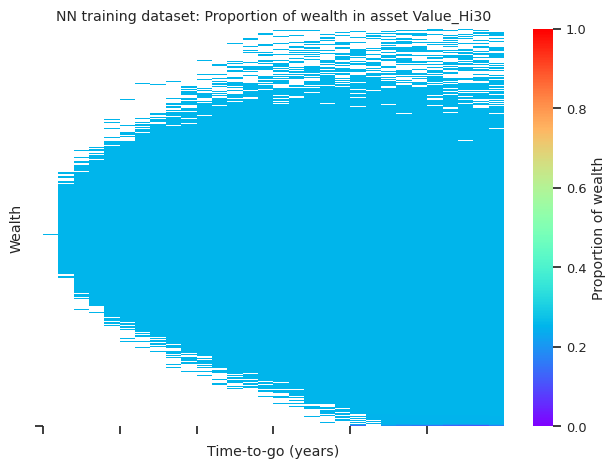 NN training dataset: Proportion of wealth in asset Value_Hi30
Wealth
Time-to-go (years)
1.0
0.8
0.6
0.4
0.2
0.0
Proportion of wealth